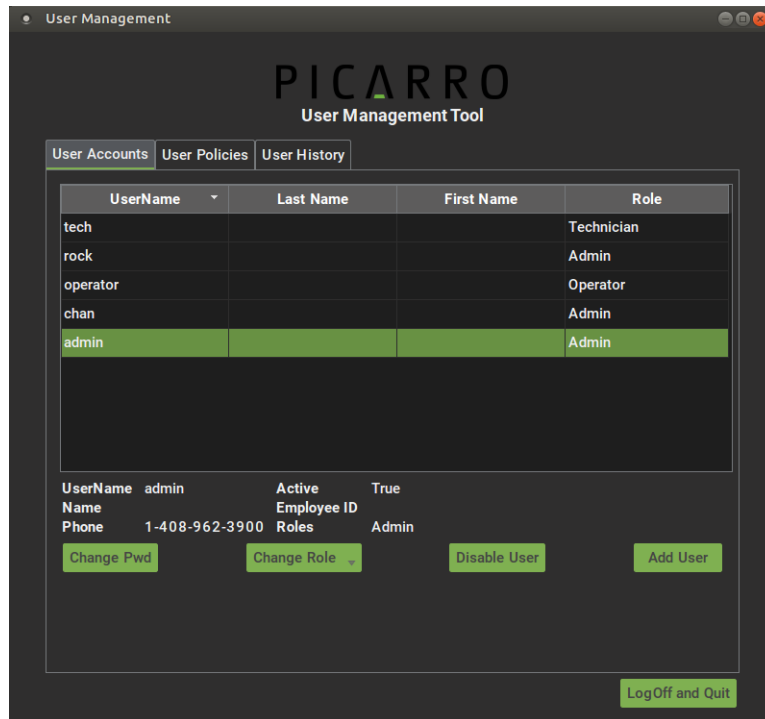 User Management
PICARRO
User Management Tool
User Accounts User Policies User History
UserName Last Name First Name Role
tech Technician
rock Admin
operator Operator
chan Admin
admin Admin
UserName admin Active True
Name Employee ID
Phone 1-408-962-3900 Roles Admin
Change Pwd Change Role Disable User Add User
LogOff and Quit